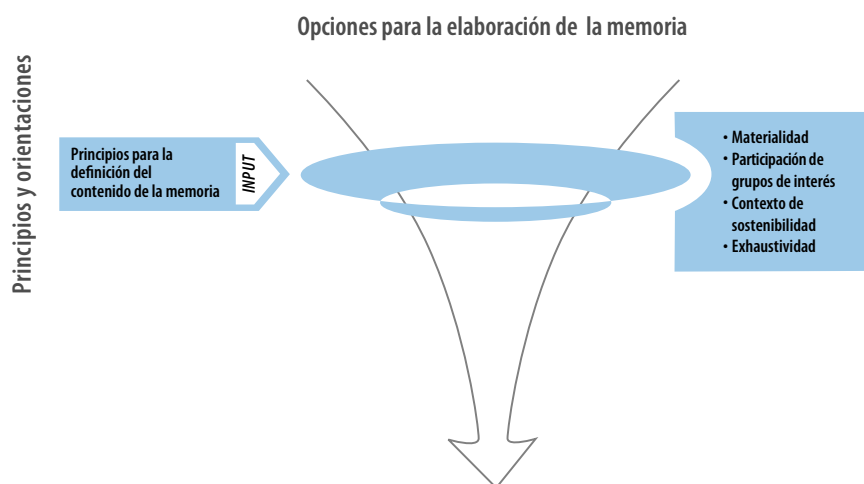 Opciones para la elaboración de la memoria
Principios y orientaciones
Principios para la
definición del
contenido de la memoria
INPUT
• Materialidad
• Participación de
grupos de interés
• Contexto de
sostenibilidad
• Exhaustividad